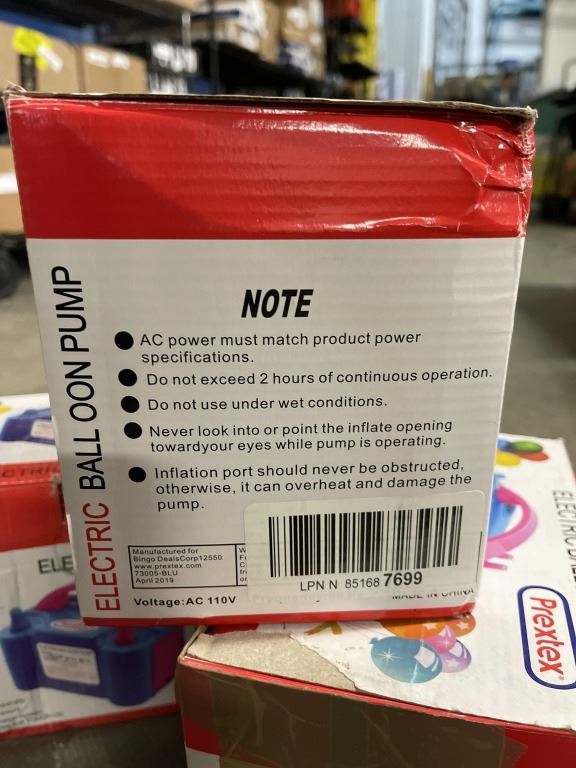 ELECTRIC BALLOON PUMP
NOTE
AC power must match product power
specifications.
Do not exceed 2 hours of continuous operation.
Do not use under wet conditions.
Never look into or point the inflate opening
towardyour eyes while pump is operating.
Inflation port should never be obstructed,
otherwise, it can overheat and damage the
pump.
Manufactured for
Bingo DealsCorp12550
www.prextex.com
73005-BLU
April 2019
Voltage:AC 110V
LPN N 851687699
MADE IN CHINA
Prextex